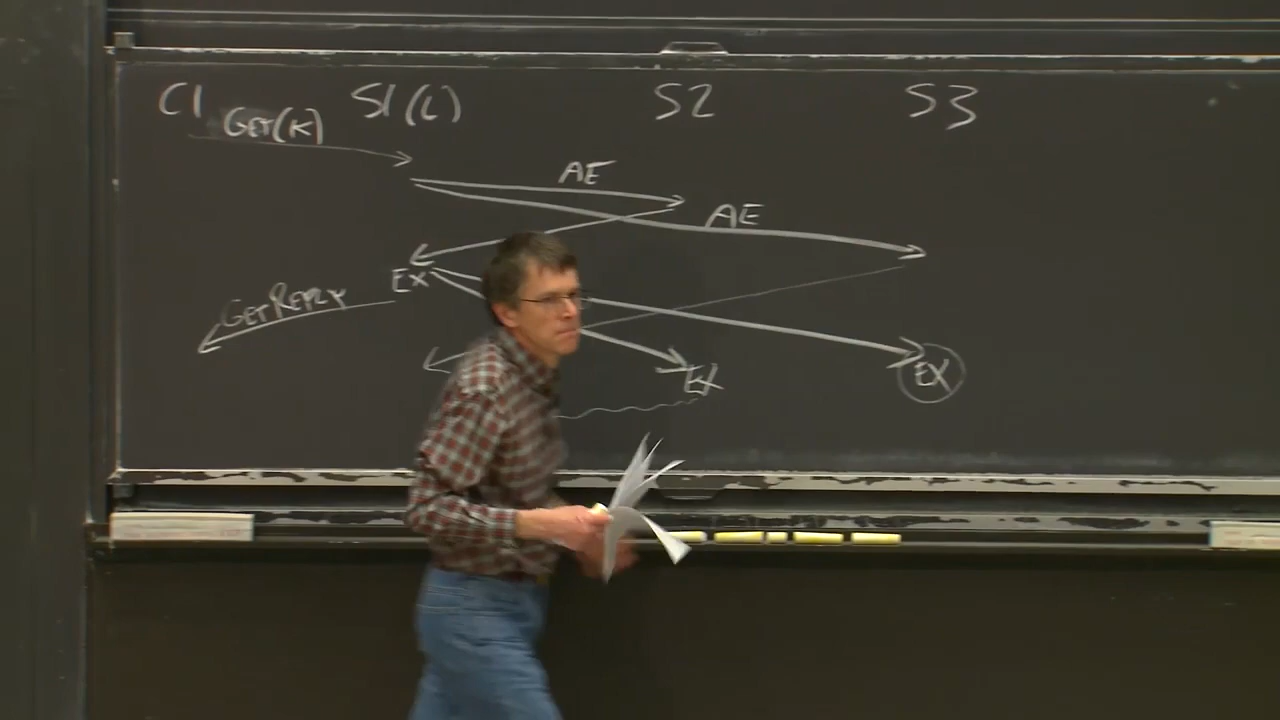 C1 S1(L) S2 S3
GET(K)
AE
AE
EX
GETREPLY
EX
EX